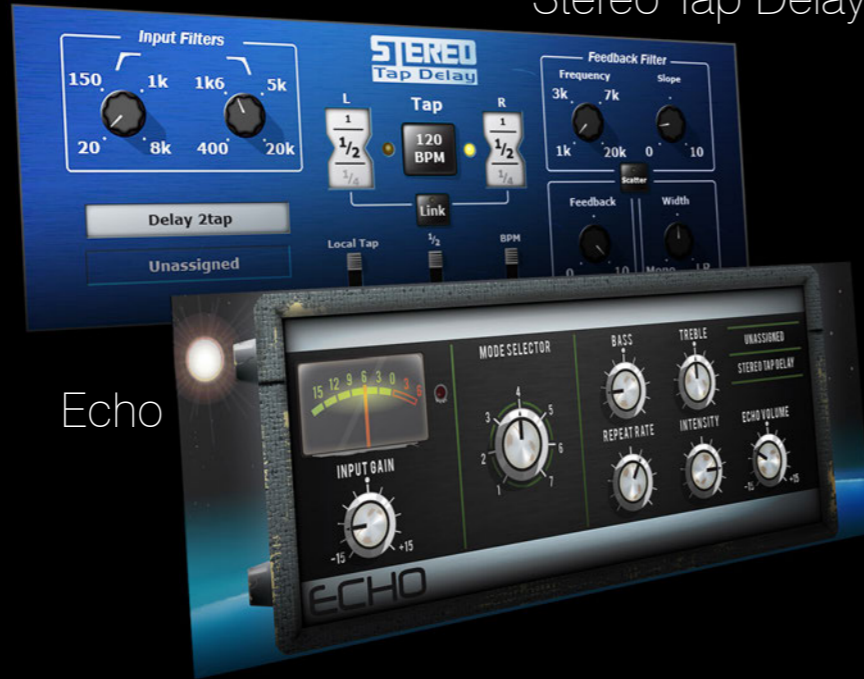 Stereo Tap Delay
Input Filters
150 1k 1k6 5k
20 8k 400 20k
STEREO
Tap Delay
L Tap R
1 1
1/2 120 BPM 1/2
1/4 1/4
Link
Local Tap 1/2 BPM
Delay 2tap
Unassigned
Feedback Filter
Frequency Slope
3k 7k
1k 20k 0 10
Scatter
Feedback Width
0 10 Mono LR
Echo
15 12 9 6 3 0 3 6
INPUT GAIN
-15 +15
ECHO
MODE SELECTOR
1 2 3 4 5 6 7
BASS TREBLE
UNASSIGNED
STEREO TAP DELAY
REPEAT RATE INTENSITY ECHO VOLUME
-15 +15